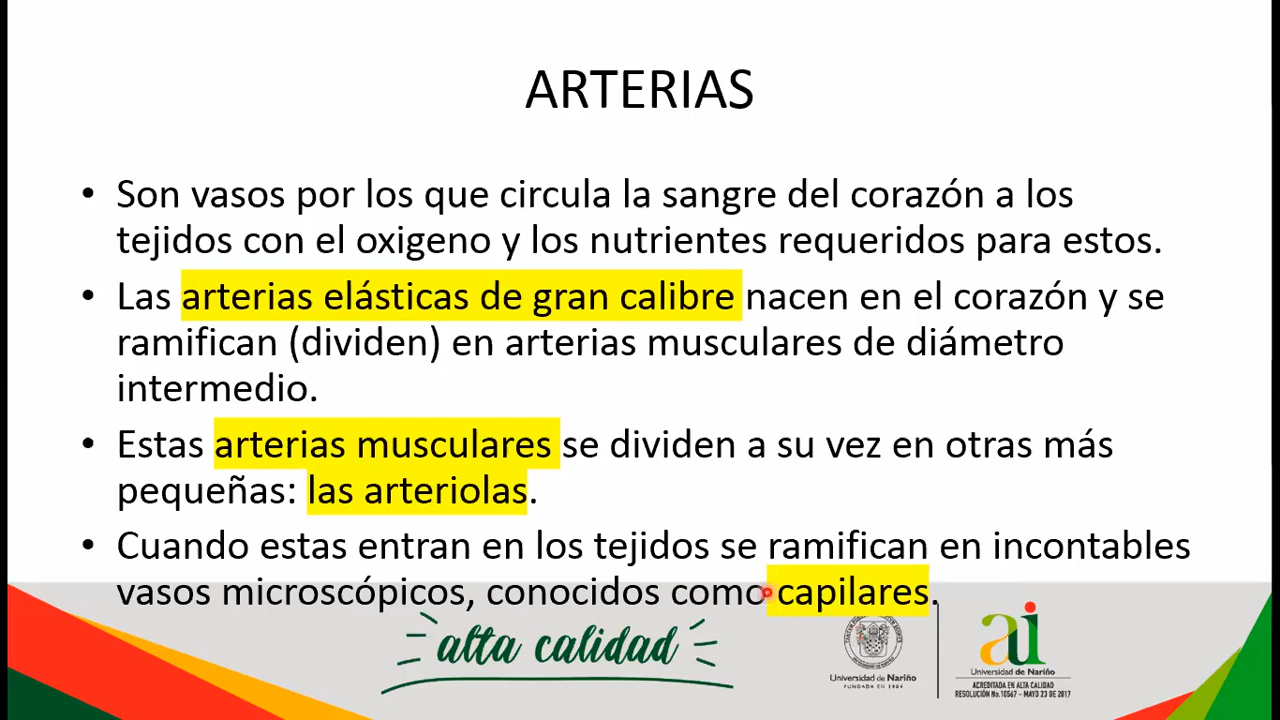 ARTERIAS
• Son vasos por los que circula la sangre del corazón a los
tejidos con el oxigeno y los nutrientes requeridos para estos.
• Las arterias elásticas de gran calibre nacen en el corazón y se
ramifican (dividen) en arterias musculares de diámetro
intermedio.
• Estas arterias musculares se dividen a su vez en otras más
pequeñas: las arteriolas.
• Cuando estas entran en los tejidos se ramifican en incontables
vasos microscópicos, conocidos como capilares.
alta calidad
Universidad de Nariño
FUNDADA EN 1904
ai
Universidad de Nariño
ACREDITADA EN ALTA CALIDAD
RESOLUCIÓN No.10567 - MAYO 23 DE 2017